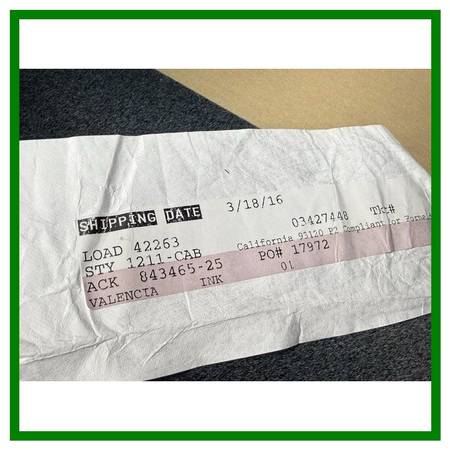 SHIPPING DATE 3/18/16
03427448 Tkt#
LOAD 42263 California 93120 P2 Compliant for
STY 1211-CAB PO# 17972
ACK 843465-25 01
VALENCIA INK